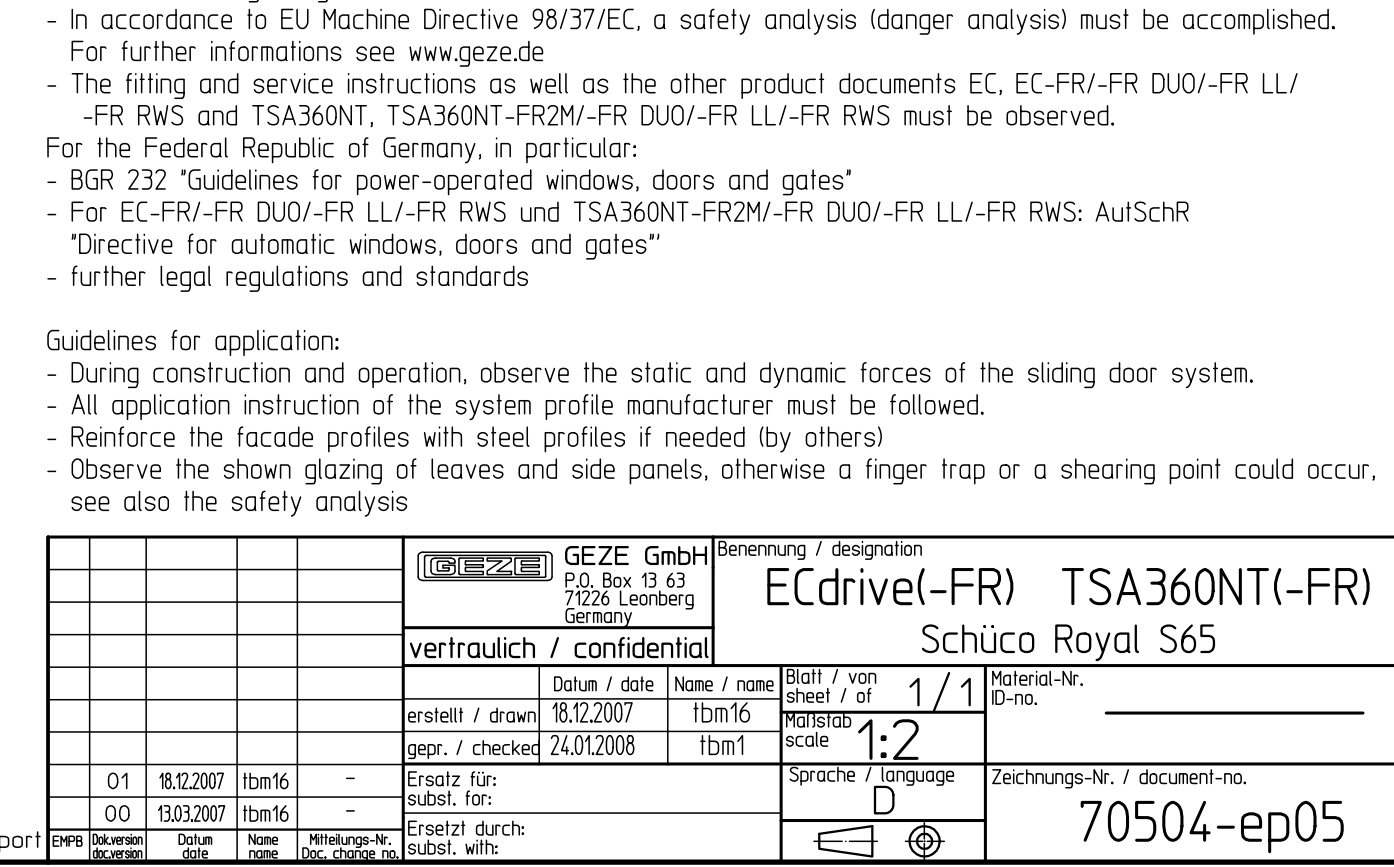 - In accordance to EU Machine Directive 98/37/EC, a safety analysis (danger analysis) must be accomplished.
For further informations see www.geze.de
- The fitting and service instructions as well as the other product documents EC, EC-FR/-FR DUO/-FR LL/
-FR RWS and TSA360NT, TSA360NT-FR2M/-FR DUO/-FR LL/-FR RWS must be observed.
For the Federal Republic of Germany, in particular:
- BGR 232 "Guidelines for power-operated windows, doors and gates"
- For EC-FR/-FR DUO/-FR LL/-FR RWS und TSA360NT-FR2M/-FR DUO/-FR LL/-FR RWS: AutSchR
"Directive for automatic windows, doors and gates"'
- further legal regulations and standards
Guidelines for application:
- During construction and operation, observe the static and dynamic forces of the sliding door system.
- All application instruction of the system profile manufacturer must be followed.
- Reinforce the facade profiles with steel profiles if needed (by others)
- Observe the shown glazing of leaves and side panels, otherwise a finger trap or a shearing point could occur,
see also the safety analysis
GEZE
GEZE GmbH
P.O. Box 13 63
71226 Leonberg
Germany
vertraulich / confidential
Benennung / designation
ECdrive(-FR) TSA360NT(-FR)
Schüco Royal S65
Datum / date Name / name
erstellt / drawn 18.12.2007 tbm16
gepr. / checked 24.01.2008 tbm1
Blatt / von
sheet / of 1/1
Maßstab
scale 1:2
Material-Nr.
ID-no.
01 18.12.2007 tbm16 -
00 13.03.2007 tbm16 -
port EMPB Dok.version Datum Name Mitteilungs-Nr.
doc.version date name Doc. change no.
Ersatz für:
subst. for:
Ersetzt durch:
subst. with:
Sprache / language
D
Zeichnungs-Nr. / document-no.
70504-ep05